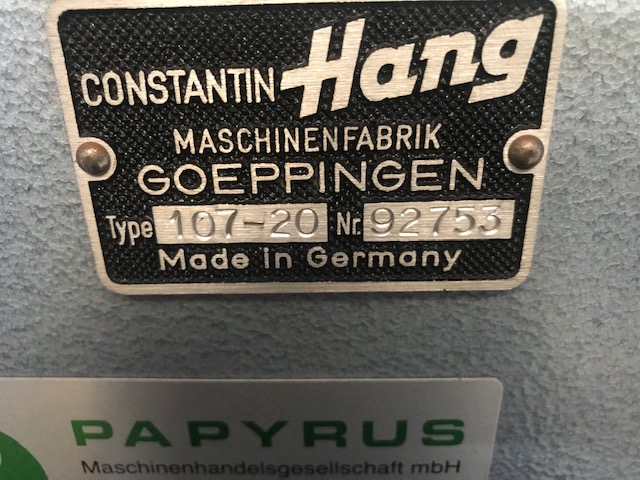 CONSTANTIN Hang
MASCHINENFABRIK
GOEPPINGEN
Type 107-20 Nr. 92753
Made in Germany
PAPYRUS
Maschinenhandelsgesellschaft mbH